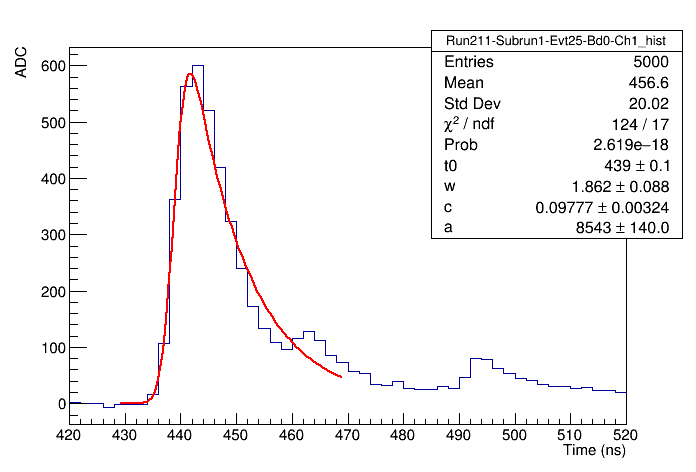 Run211-Subrun1-Evt25-Bd0-Ch1_hist
Entries 5000
Mean 456.6
Std Dev 20.02
χ² / ndf 124 / 17
Prob 2.619e−18
t0 439 ± 0.1
w 1.862 ± 0.088
c 0.09777 ± 0.00324
a 8543 ± 140.0
ADC
600
500
400
300
200
100
0
420 430 440 450 460 470 480 490 500 510 520
Time (ns)